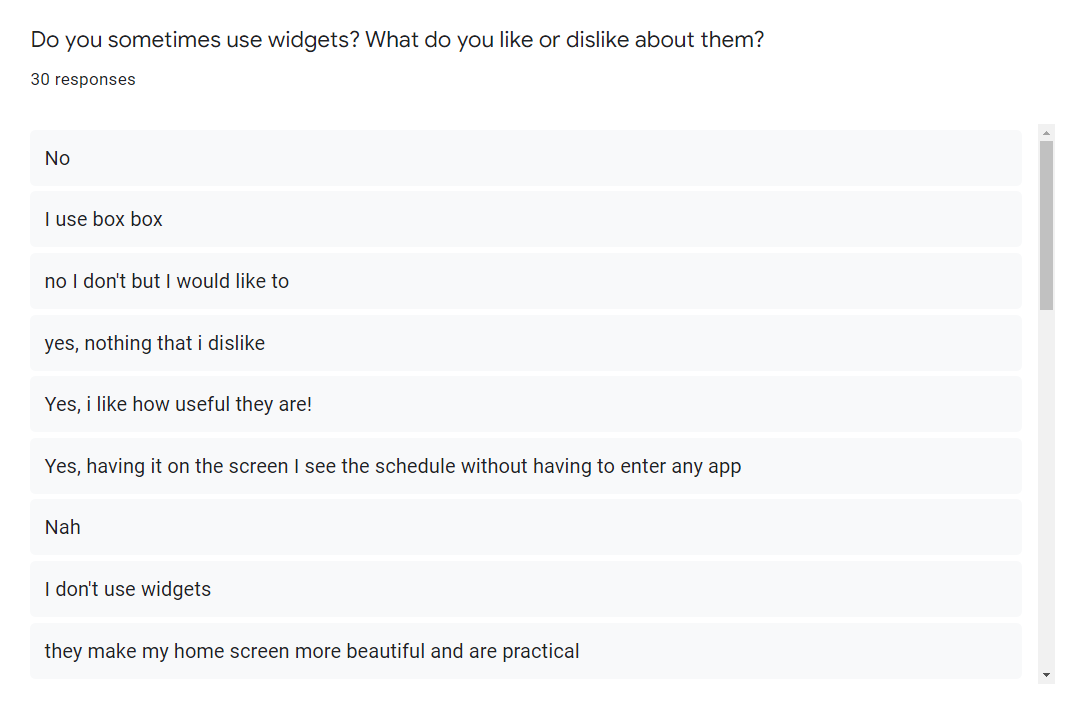 Do you sometimes use widgets? What do you like or dislike about them?
30 responses
No
I use box box
no I don't but I would like to
yes, nothing that i dislike
Yes, i like how useful they are!
Yes, having it on the screen I see the schedule without having to enter any app
Nah
I don't use widgets
they make my home screen more beautiful and are practical